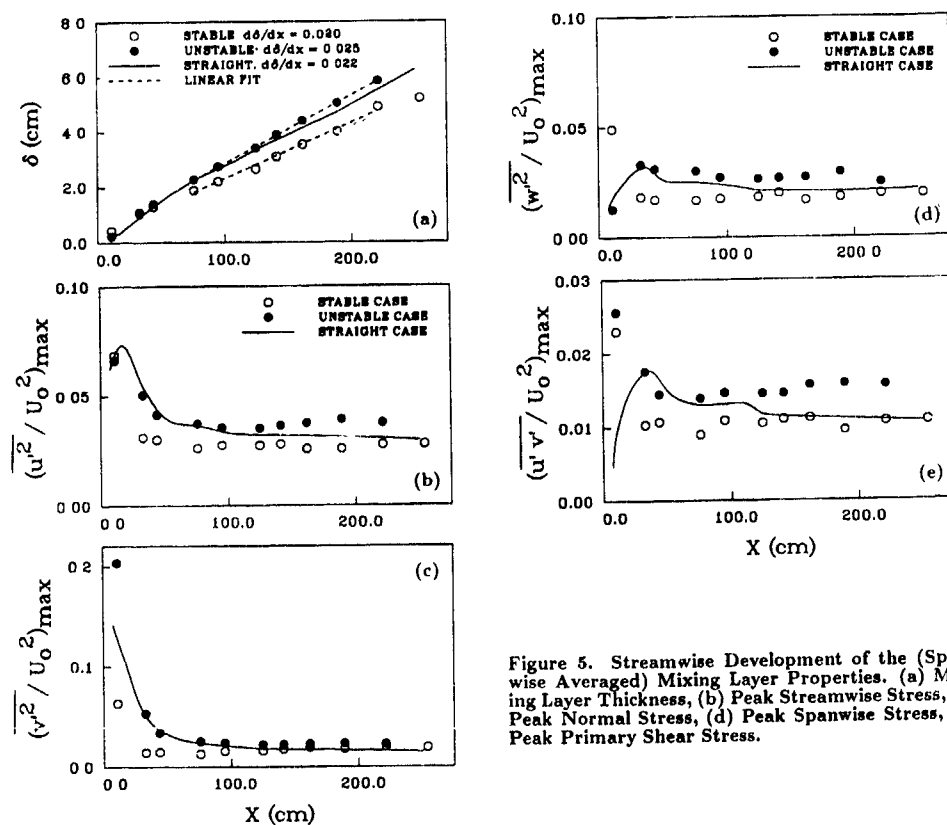 8 0
6 0
4 0
2.0
0.0
0.0
100.0
200.0
δ (cm)
STABLE dδ/dx = 0.020
UNSTABLE· dδ/dx = 0 025
STRAIGHT. dδ/dx = 0 022
LINEAR FIT
(a)
0.10
0.05
0 00
0 0
100.0
200.0
(u'2 / Uo2)max
STABLE CASE
UNSTABLE CASE
STRAIGHT CASE
(b)
0 2
0.1
0.0
0 0
100.0
200.0
(v'2 / Uo2)max
(c)
X (cm)
0.10
0.05
0 00
0.0
100.0
200.0
(w'2 / Uo2)max
STABLE CASE
UNSTABLE CASE
STRAIGHT CASE
(d)
0.03
0.02
0.01
0.00
0.0
100.0
200.0
(u' v' / Uo2)max
(e)
X (cm)
Figure 5. Streamwise Development of the (Sp
wise Averaged) Mixing Layer Properties. (a) M
ing Layer Thickness, (b) Peak Streamwise Stress,
Peak Normal Stress, (d) Peak Spanwise Stress,
Peak Primary Shear Stress.